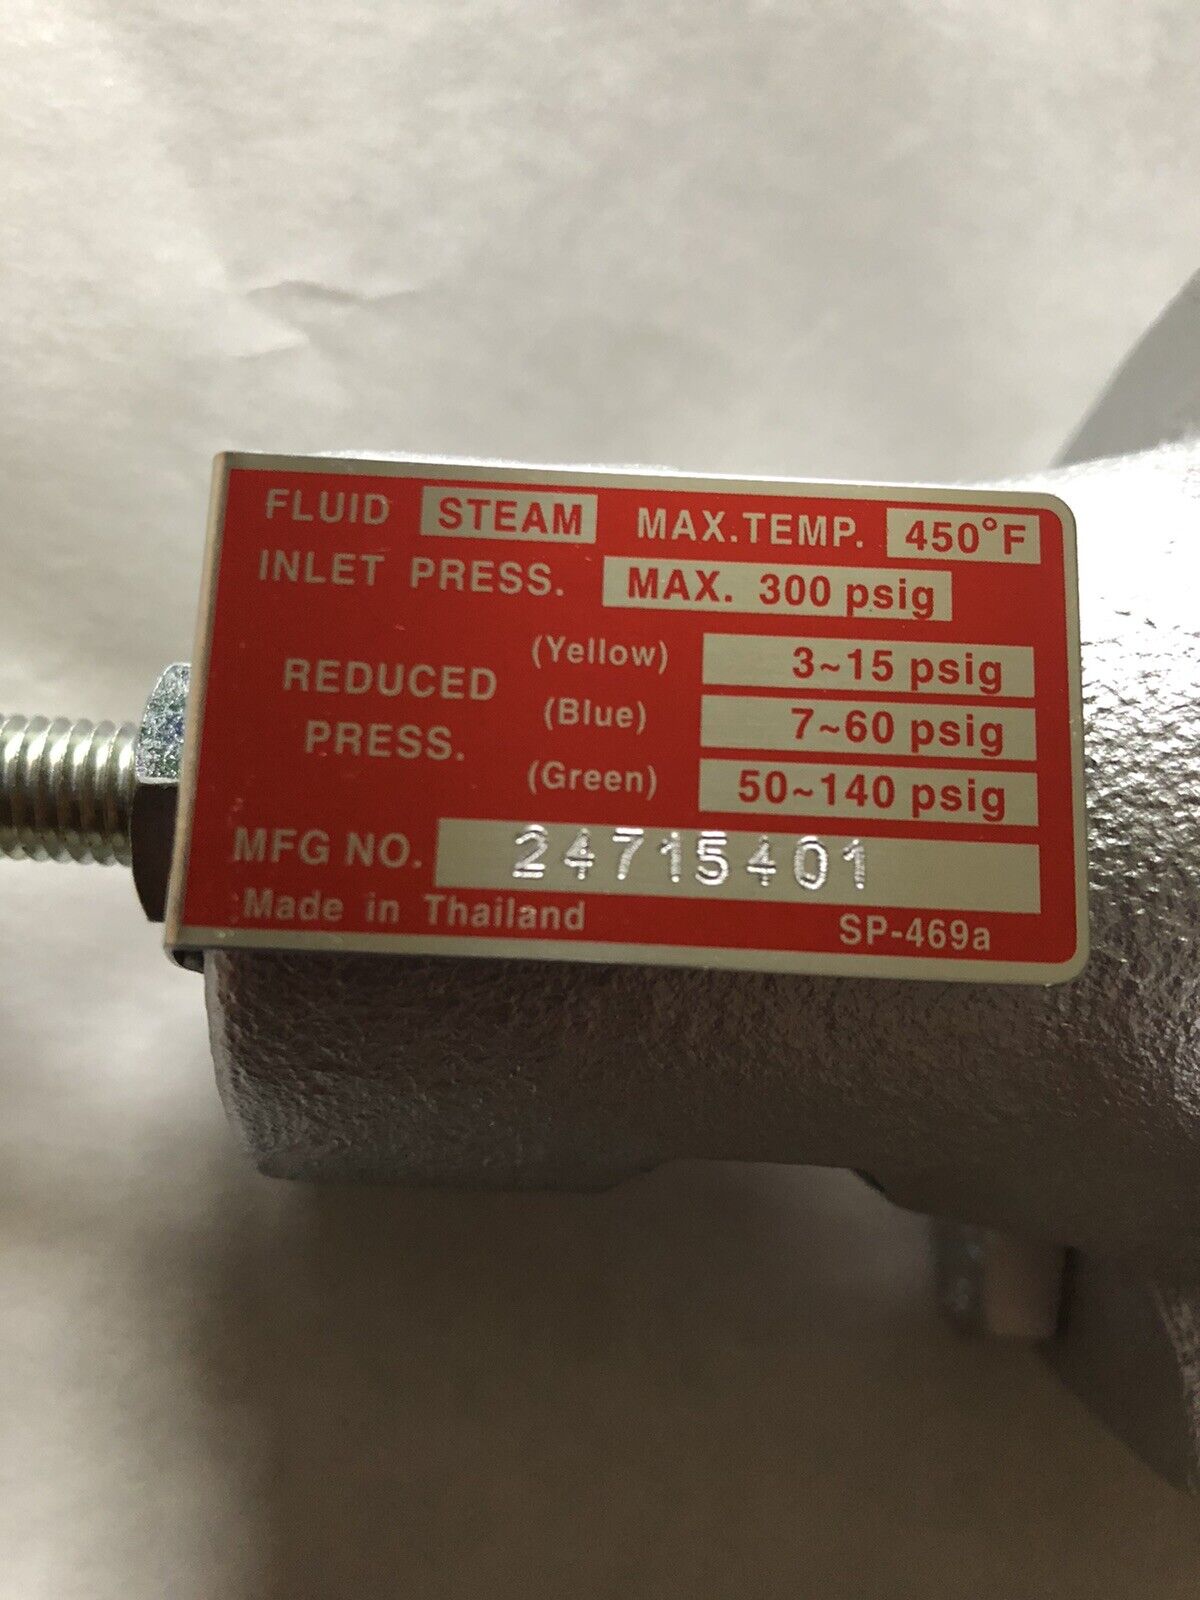 FLUID STEAM MAX.TEMP. 450°F
INLET PRESS. MAX. 300 psig
REDUCED PRESS.
(Yellow) 3~15 psig
(Blue) 7~60 psig
(Green) 50~140 psig
MFG NO. 24715401
Made in Thailand SP-469a